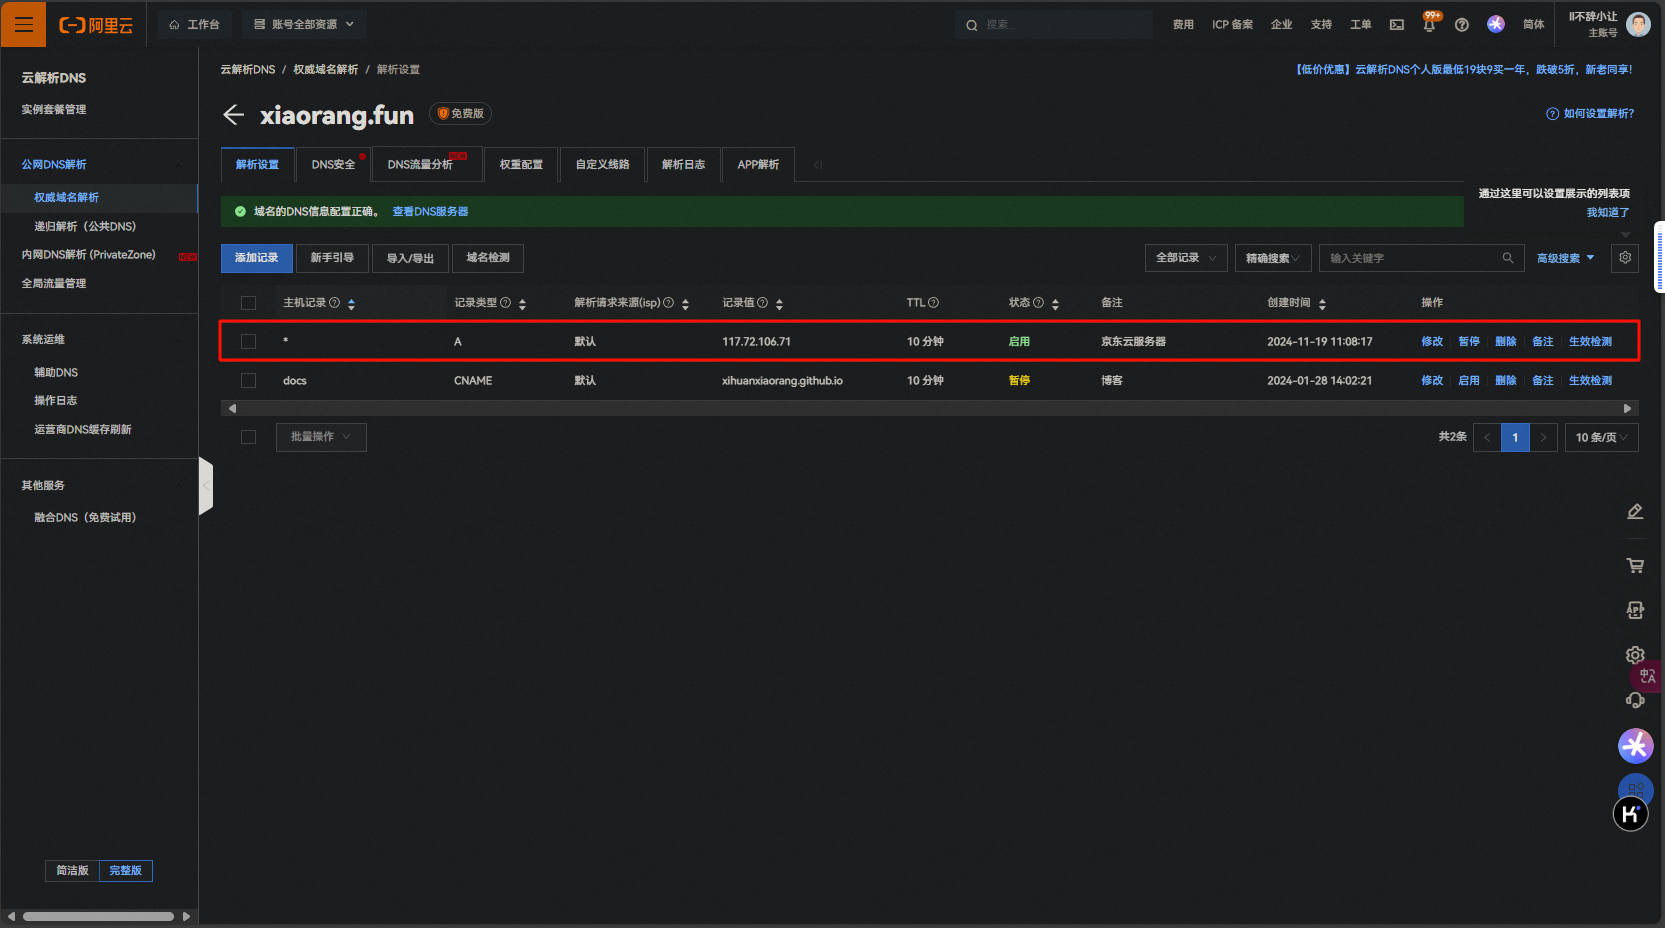 阿里云
工作台
账号全部资源
搜索...
费用
ICP 备案
企业
支持
工单
99+
简体
ll不辞小让
主账号
云解析DNS
实例套餐管理
公网DNS解析
权威域名解析
递归解析（公共DNS）
内网DNS解析 (PrivateZone)
NEW
全局流量管理
系统运维
辅助DNS
操作日志
运营商DNS缓存刷新
其他服务
融合DNS（免费试用）
简洁版
完整版
云解析DNS / 权威域名解析 / 解析设置
【低价优惠】云解析DNS个人版最低19块9买一年，跌破5折，新老同享！
xiaorang.fun
免费版
如何设置解析?
解析设置
DNS安全
DNS流量分析
NEW
权重配置
自定义线路
解析日志
APP解析
域名的DNS信息配置正确。 查看DNS服务器
通过这里可以设置展示的列表项
我知道了
添加记录
新手引导
导入/导出
域名检测
全部记录
精确搜索
输入关键字
高级搜索
主机记录 记录类型 解析请求来源(isp) 记录值 TTL 状态 备注 创建时间 操作
* A 默认 117.72.106.71 10 分钟 启用 京东云服务器 2024-11-19 11:08:17 修改 暂停 删除 备注 生效检测
docs CNAME 默认 xihuanxiaorang.github.io 10 分钟 暂停 博客 2024-01-28 14:02:21 修改 启用 删除 备注 生效检测
批量操作
共2条
1
10 条/页
APP
中A
K